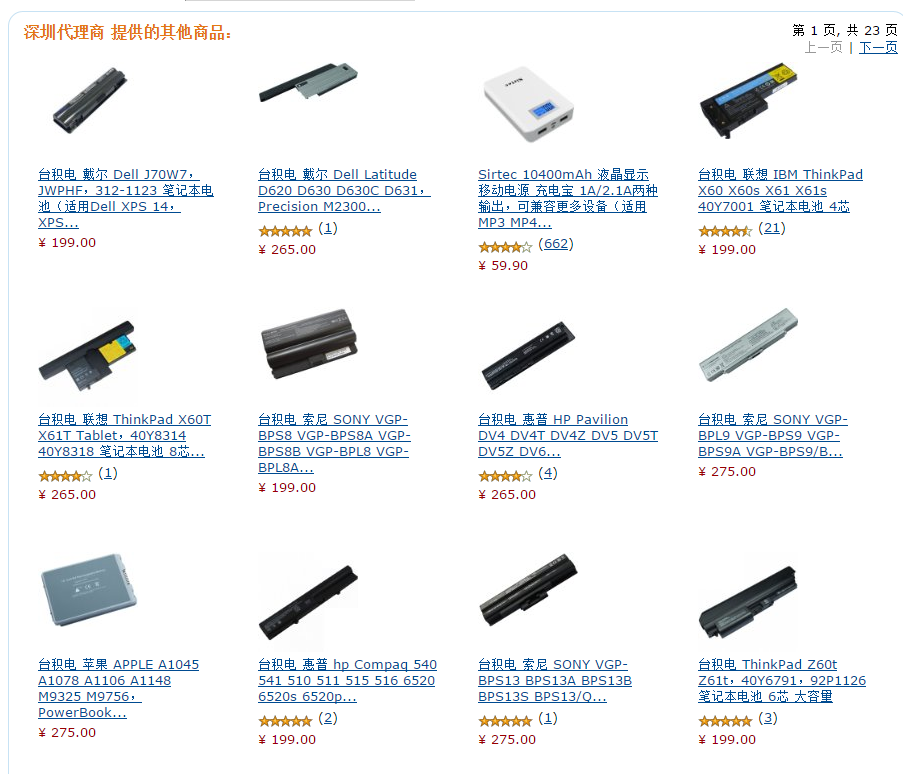 深圳代理商 提供的其他商品：
第 1 页, 共 23 页
上一页 | 下一页
Sirtec
台积电 戴尔 Dell J70W7，
JWPHF，312-1123 笔记本电
池（适用Dell XPS 14，
XPS...
¥ 199.00
台积电 戴尔 Dell Latitude
D620 D630 D630C D631，
Precision M2300...
(1)
¥ 265.00
Sirtec 10400mAh 液晶显示
移动电源 充电宝 1A/2.1A两种
输出，可兼容更多设备（适用
MP3 MP4...
(662)
¥ 59.90
台积电 联想 IBM ThinkPad
X60 X60s X61 X61s
40Y7001 笔记本电池 4芯
(21)
¥ 199.00
台积电 联想 ThinkPad X60T
X61T Tablet，40Y8314
40Y8318 笔记本电池 8芯...
(1)
¥ 265.00
台积电 索尼 SONY VGP-
BPS8 VGP-BPS8A VGP-
BPS8B VGP-BPL8 VGP-
BPL8A...
¥ 199.00
台积电 惠普 HP Pavilion
DV4 DV4T DV4Z DV5 DV5T
DV5Z DV6...
(4)
¥ 265.00
台积电 索尼 SONY VGP-
BPL9 VGP-BPS9 VGP-
BPS9A VGP-BPS9/B...
¥ 275.00
台积电 苹果 APPLE A1045
A1078 A1106 A1148
M9325 M9756，
PowerBook...
¥ 275.00
台积电 惠普 hp Compaq 540
541 510 511 515 516 6520
6520s 6520p...
(2)
¥ 199.00
台积电 索尼 SONY VGP-
BPS13 BPS13A BPS13B
BPS13S BPS13/Q...
(1)
¥ 275.00
台积电 ThinkPad Z60t
Z61t，40Y6791，92P1126
笔记本电池 6芯 大容量
(3)
¥ 199.00